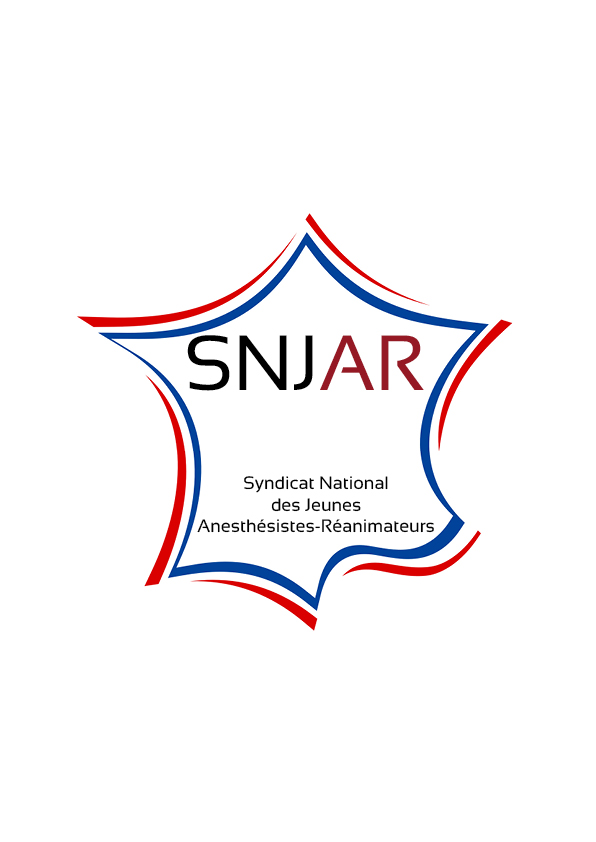 SNJAR
Syndicat National
des Jeunes
Anesthésistes-Réanimateurs